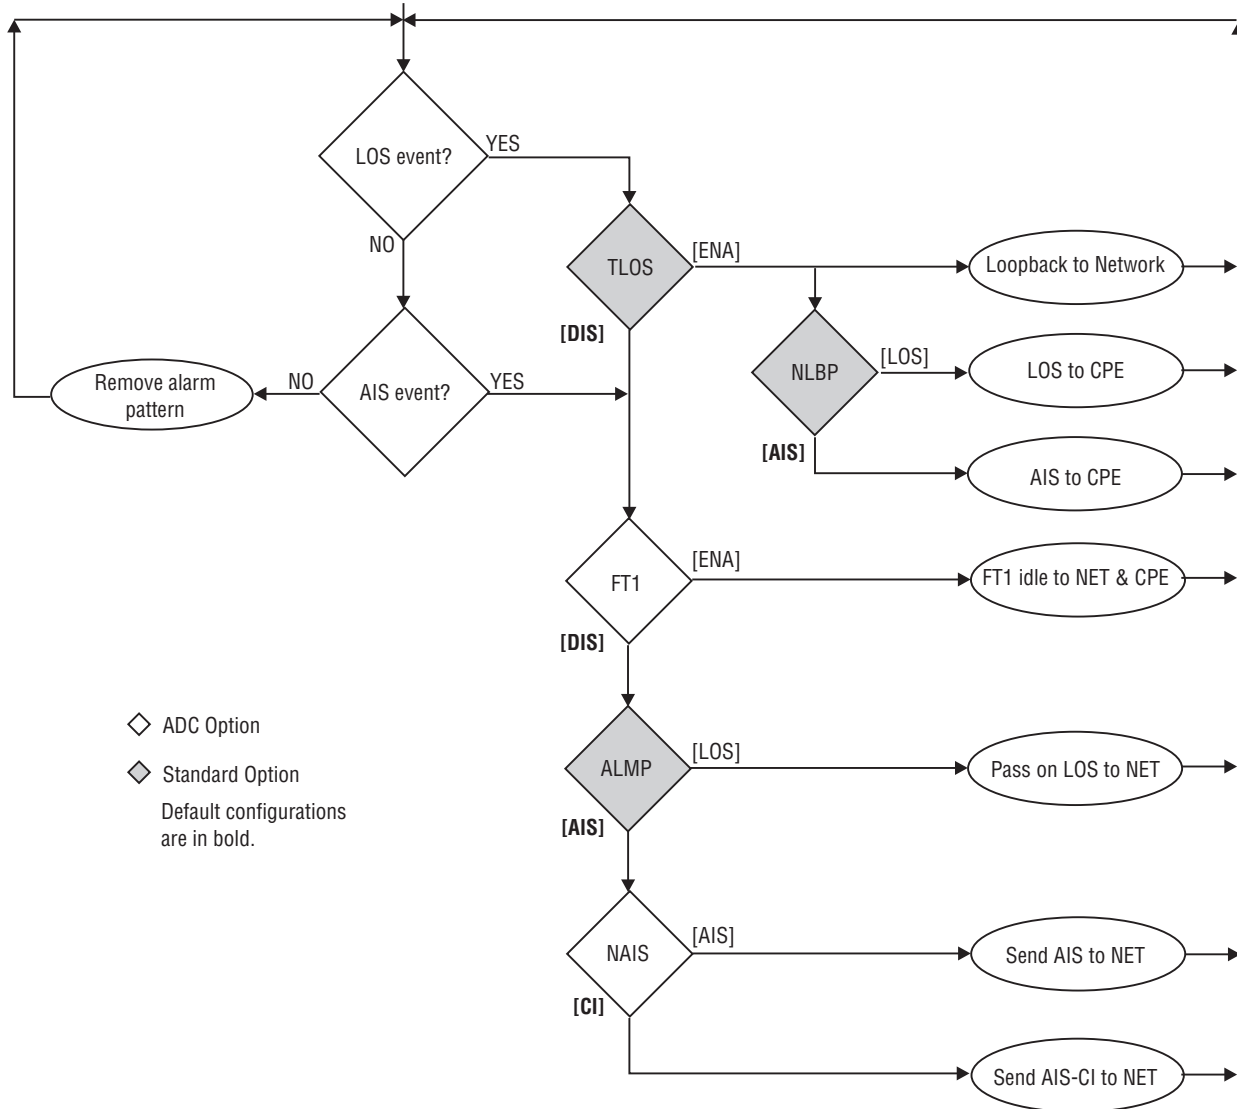 LOS event?
YES
NO
TLOS
[ENA]
[DIS]
Loopback to Network
NLBP
[LOS]
[AIS]
LOS to CPE
AIS to CPE
AIS event?
NO
YES
Remove alarm
pattern
FT1
[ENA]
[DIS]
FT1 idle to NET & CPE
ALMP
[LOS]
[AIS]
Pass on LOS to NET
ADC Option
Standard Option
Default configurations
are in bold.
NAIS
[AIS]
[CI]
Send AIS to NET
Send AIS-CI to NET